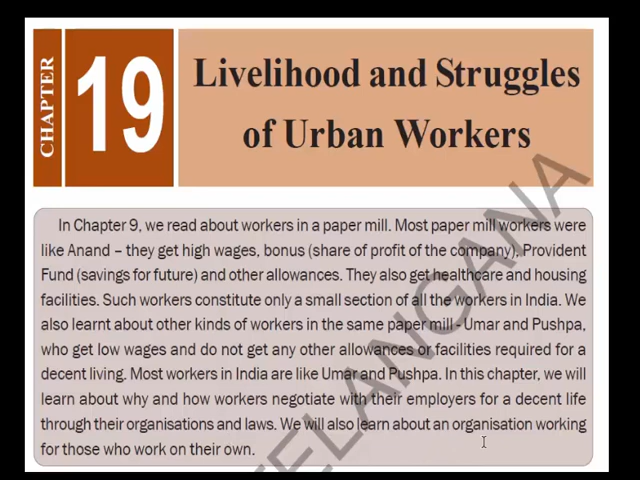 CHAPTER
19
Livelihood and Struggles
of Urban Workers
In Chapter 9, we read about workers in a paper mill. Most paper mill workers were
like Anand – they get high wages, bonus (share of profit of the company), Provident
Fund (savings for future) and other allowances. They also get healthcare and housing
facilities. Such workers constitute only a small section of all the workers in India. We
also learnt about other kinds of workers in the same paper mill - Umar and Pushpa,
who get low wages and do not get any other allowances or facilities required for a
decent living. Most workers in India are like Umar and Pushpa. In this chapter, we will
learn about why and how workers negotiate with their employers for a decent life
through their organisations and laws. We will also learn about an organisation working
for those who work on their own.
TELANGANA